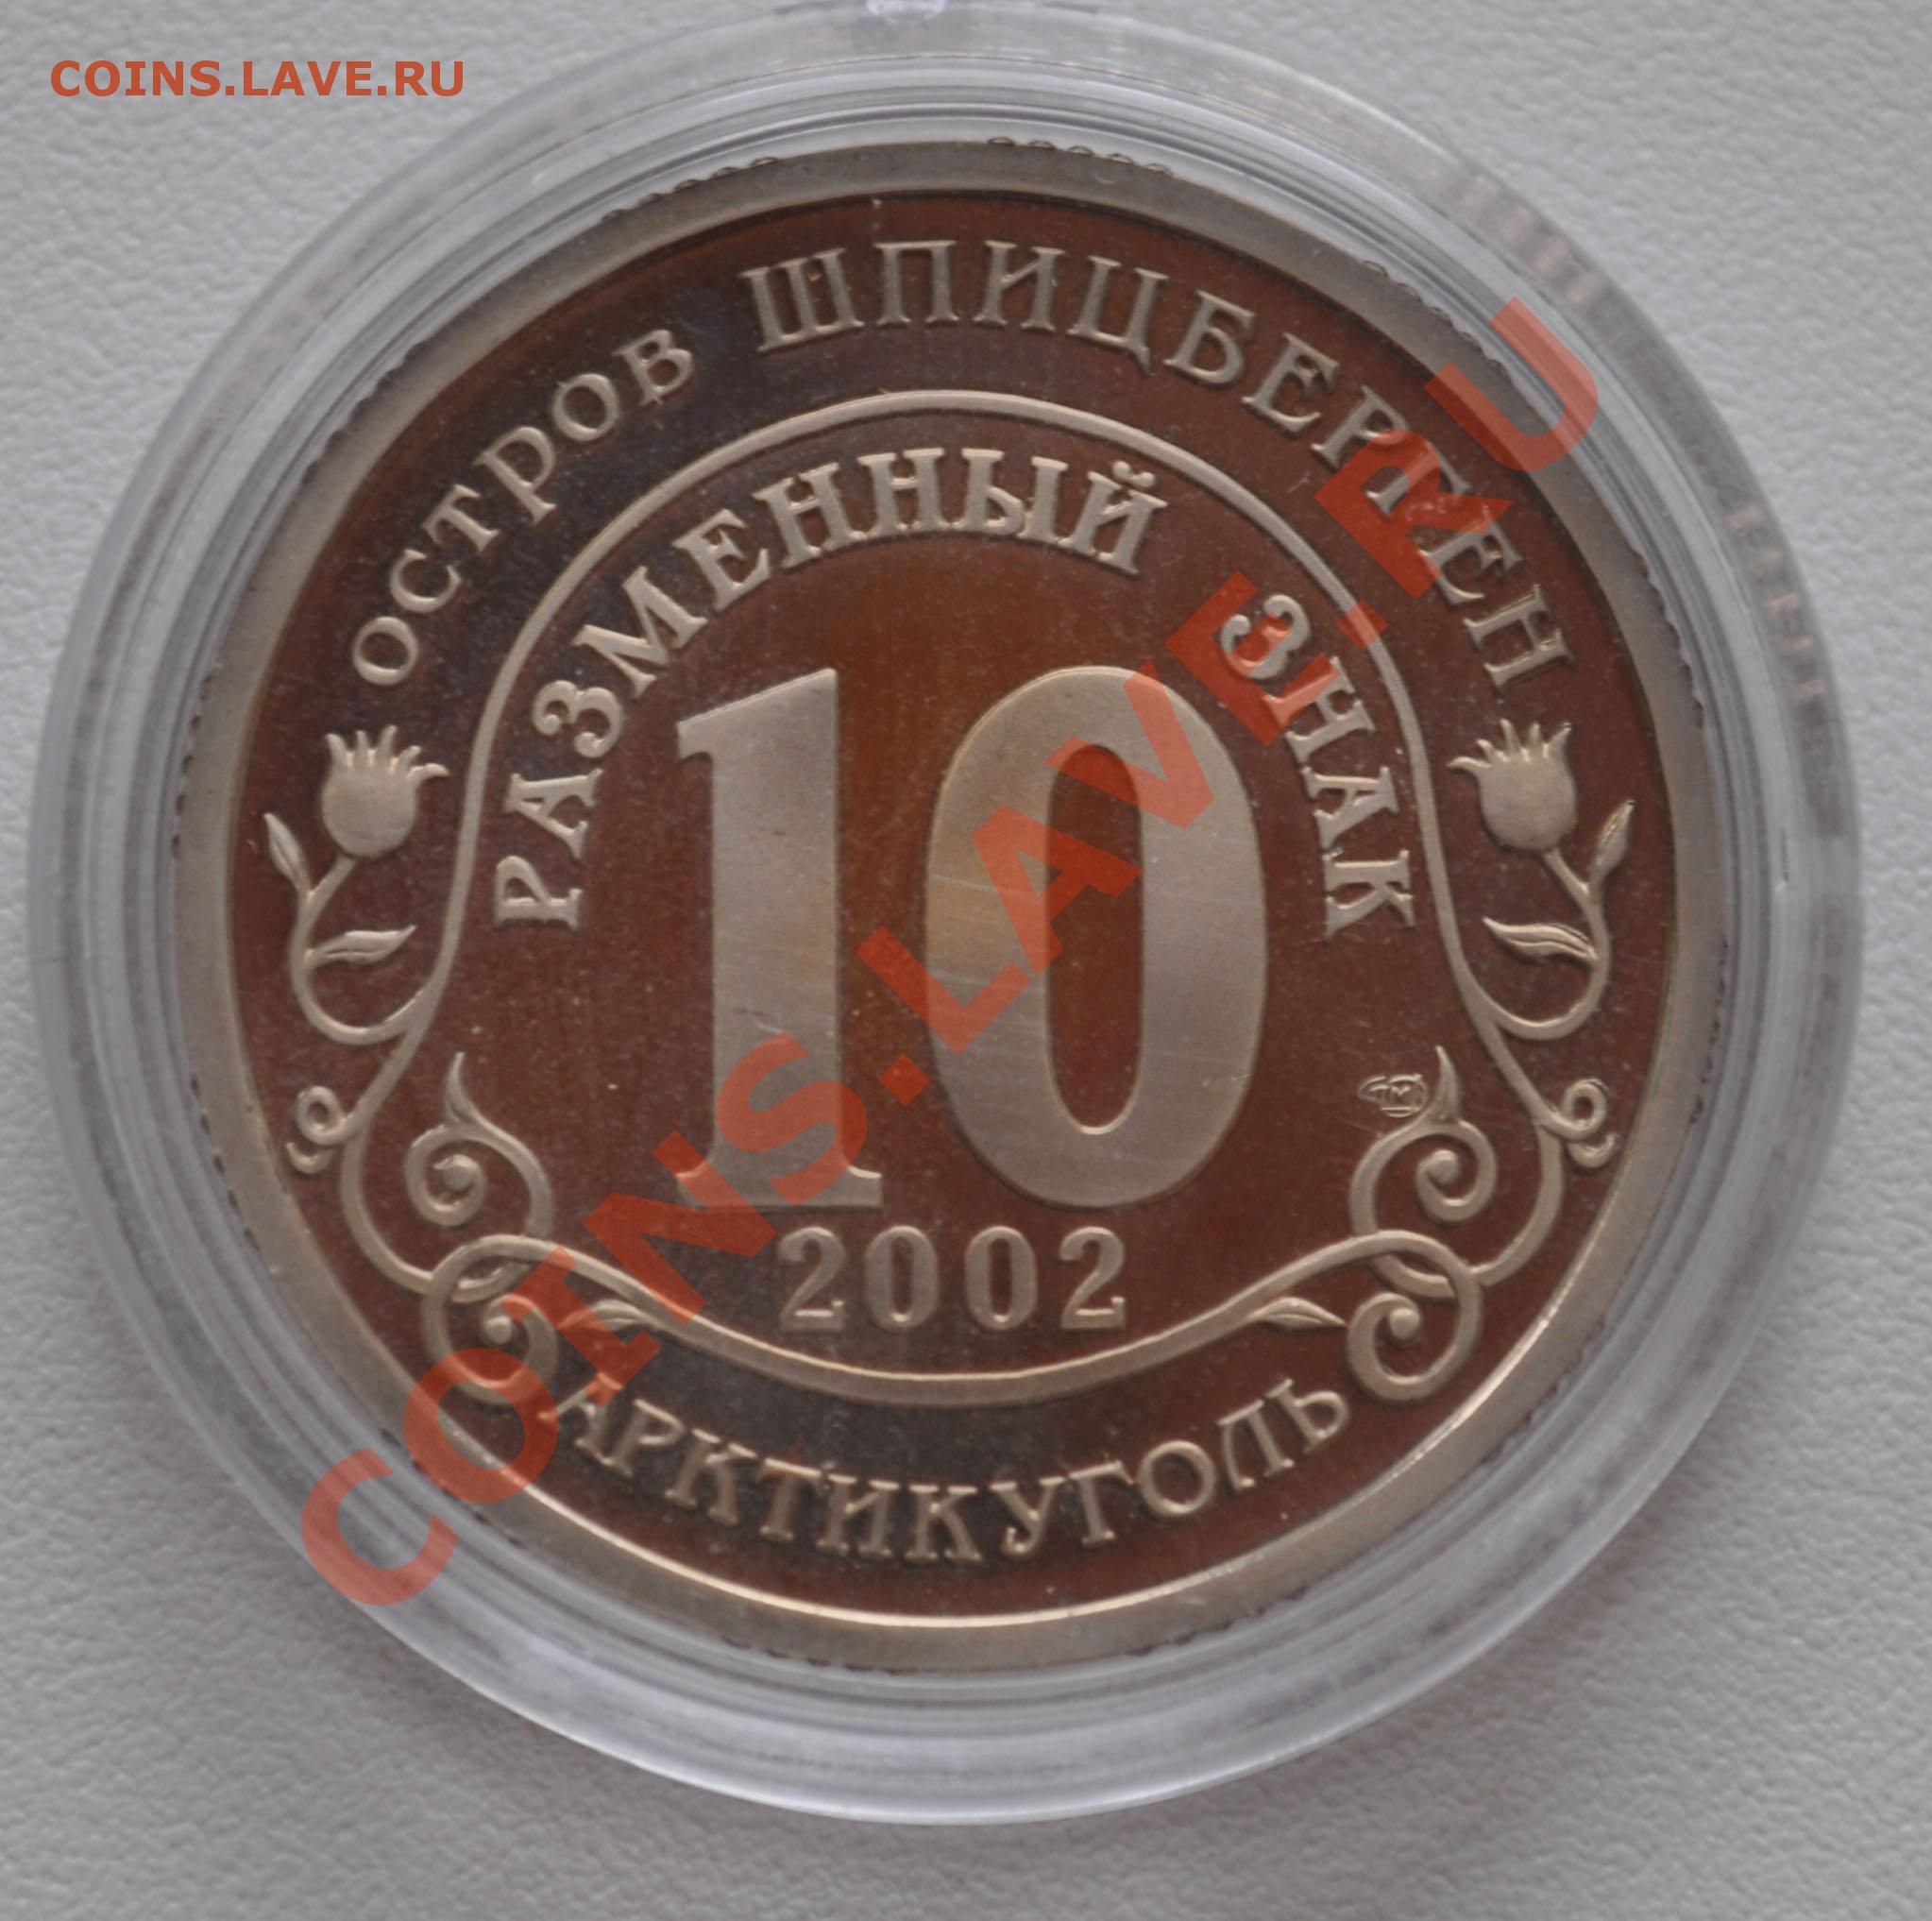 COINS.LAVE.RU
ОСТРОВ ШПИЦБЕРГЕН
РАЗМЕННЫЙ ЗНАК
10
2002
АРКТИКУГОЛЬ
COINS.LAVE.RU